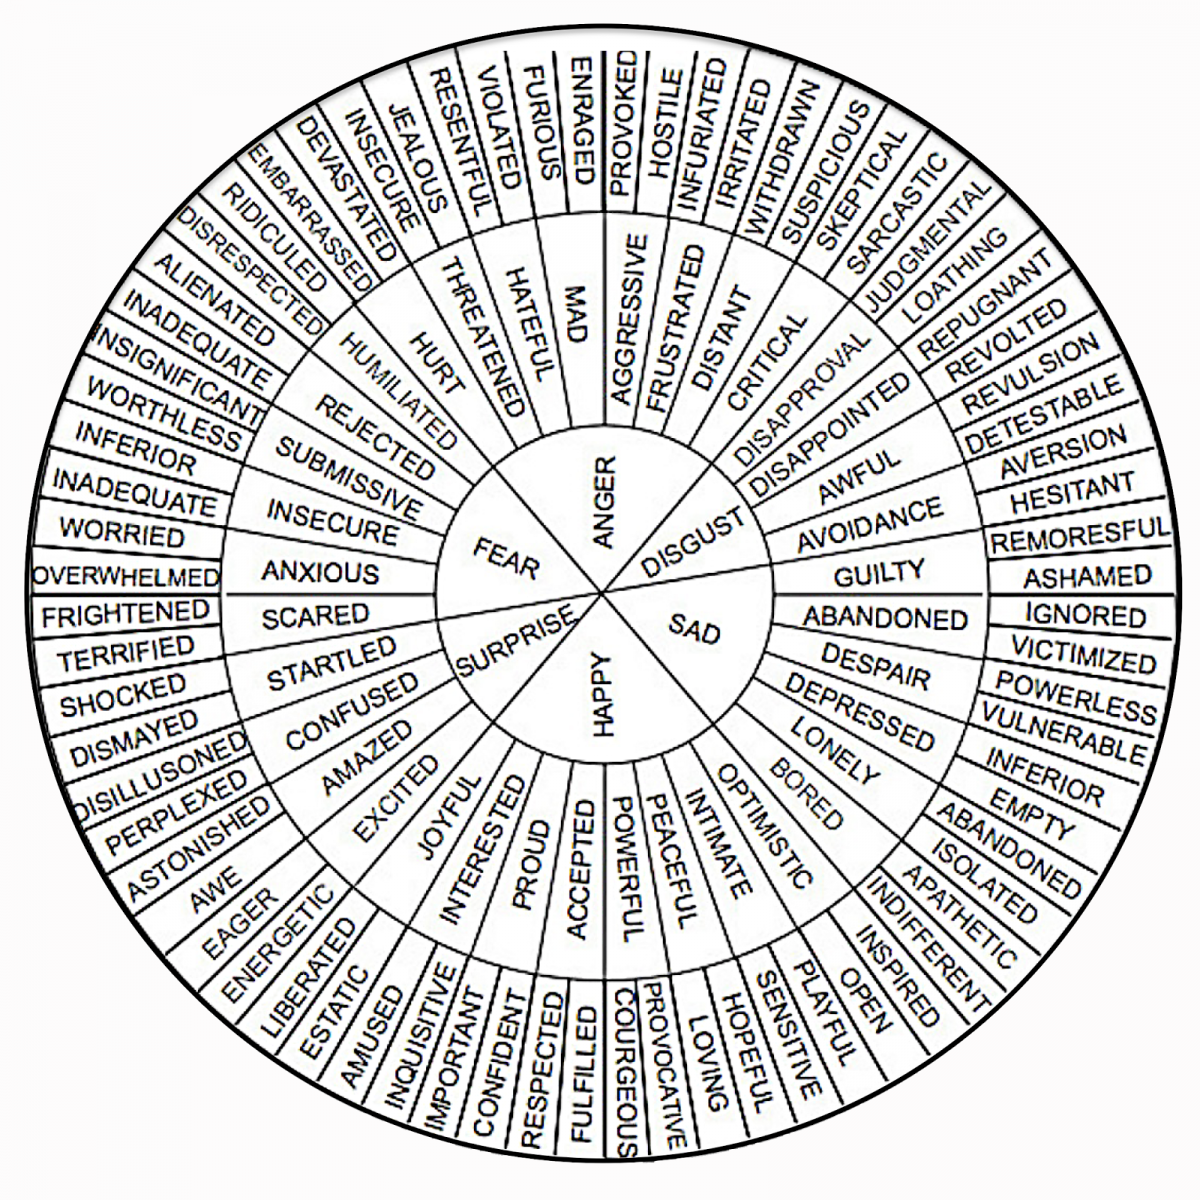 ANGER
DISGUST
SAD
HAPPY
SURPRISE
FEAR
MAD
AGGRESSIVE
FRUSTRATED
DISTANT
CRITICAL
DISAPPROVAL
DISAPPOINTED
AWFUL
AVOIDANCE
GUILTY
ABANDONED
DESPAIR
DEPRESSED
LONELY
BORED
OPTIMISTIC
INTIMATE
PEACEFUL
POWERFUL
ACCEPTED
PROUD
INTERESTED
JOYFUL
EXCITED
AMAZED
CONFUSED
STARTLED
SCARED
ANXIOUS
INSECURE
SUBMISSIVE
REJECTED
HUMILIATED
HURT
THREATENED
HATEFUL
ENRAGED
PROVOKED
HOSTILE
INFURIATED
IRRITATED
WITHDRAWN
SUSPICIOUS
SKEPTICAL
SARCASTIC
JUDGMENTAL
LOATHING
REPUGNANT
REVOLTED
REVULSION
DETESTABLE
AVERSION
HESITANT
REMORESFUL
ASHAMED
IGNORED
VICTIMIZED
POWERLESS
VULNERABLE
INFERIOR
EMPTY
ABANDONED
ISOLATED
APATHETIC
INDIFFERENT
INSPIRED
OPEN
PLAYFUL
SENSITIVE
HOPEFUL
LOVING
PROVOCATIVE
COURGEOUS
FULFILLED
RESPECTED
CONFIDENT
IMPORTANT
INQUISITIVE
AMUSED
ESTATIC
LIBERATED
ENERGETIC
EAGER
AWE
ASTONISHED
PERPLEXED
DISILLUSONED
DISMAYED
SHOCKED
TERRIFIED
FRIGHTENED
OVERWHELMED
WORRIED
INADEQUATE
INFERIOR
WORTHLESS
INSIGNIFICANT
INADEQUATE
ALIENATED
DISRESPECTED
RIDICULED
EMBARRASSED
DEVASTATED
INSECURE
JEALOUS
RESENTFUL
VIOLATED
FURIOUS